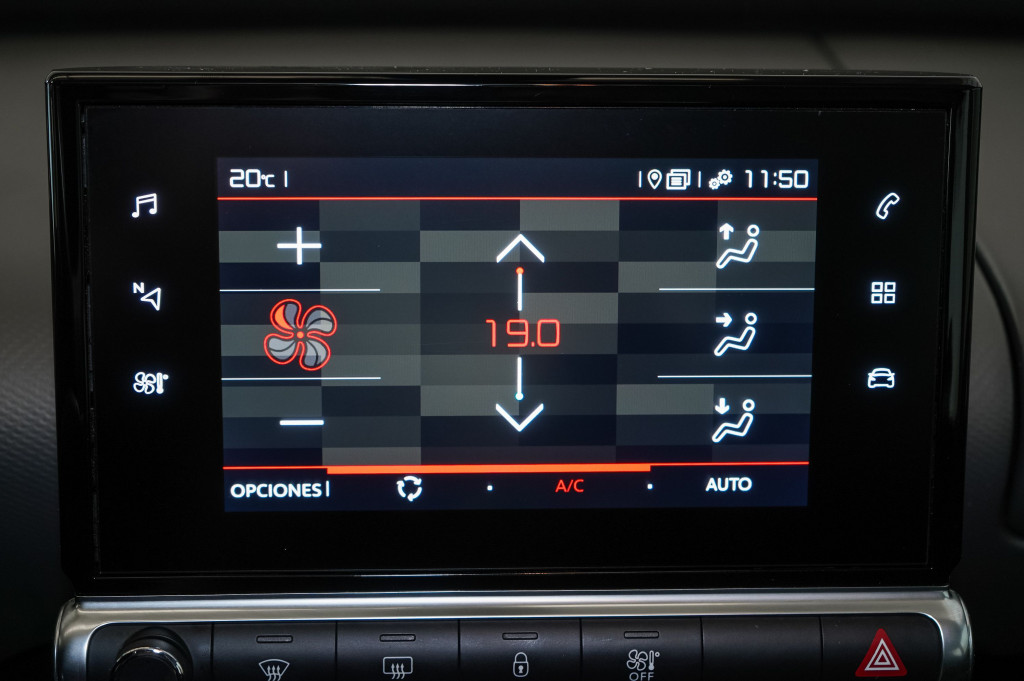 20°C
11:50
N
19.0
OPCIONES
A/C
AUTO
OFF